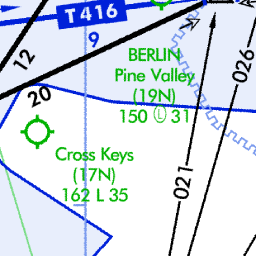 T416
9
12
20
BERLIN
Pine Valley
(19N)
150 Ⓛ 31
026
021
Cross Keys
(17N)
162 L 35